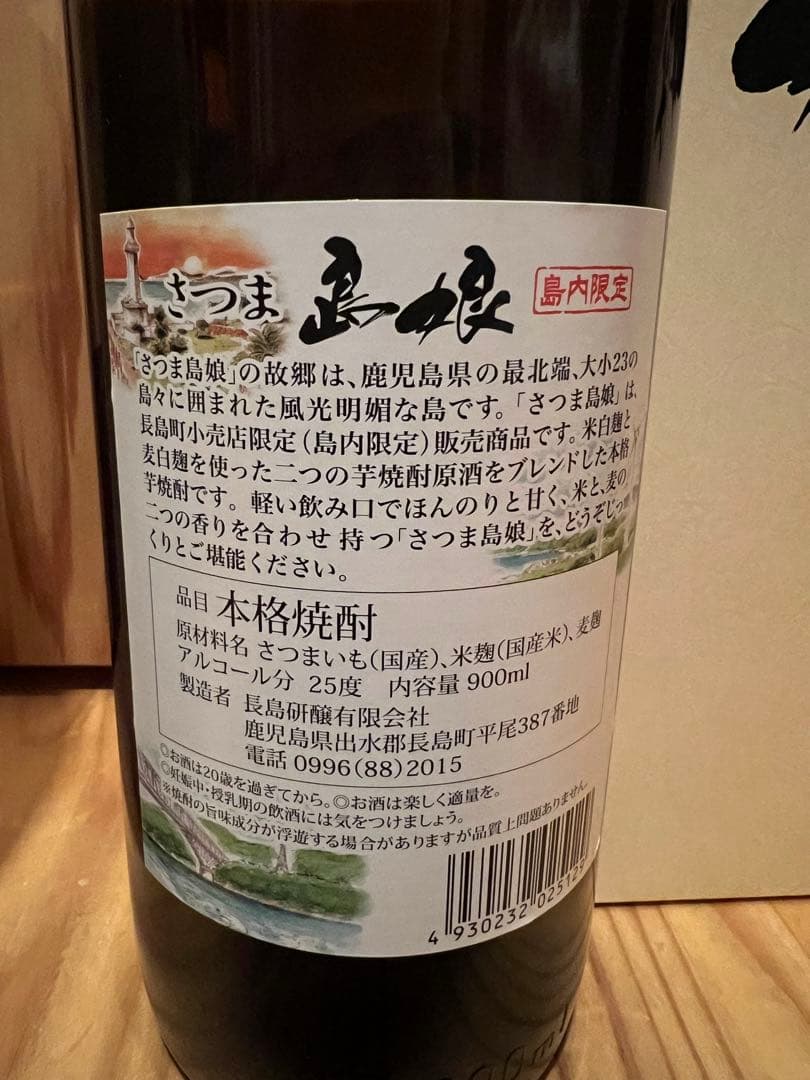 さつま 島娘 島内限定
「さつま島娘」の故郷は、鹿児島県の最北端、大小23の
島々に囲まれた風光明媚な島です。「さつま島娘」は、
長島町小売店限定(島内限定)販売商品です。米白麹と
麦白麹を使った二つの芋焼酎原酒をブレンドした本格
芋焼酎です。軽い飲み口でほんのりと甘く、米と、麦の
二つの香りを合わせ持つ「さつま島娘」を、どうぞじっ
くりとご堪能ください。
品目 本格焼酎
原材料名 さつまいも(国産)、米麹(国産米)、麦麹
アルコール分 25度 内容量 900ml
製造者 長島研醸有限会社
鹿児島県出水郡長島町平尾387番地
電話 0996(88)2015
◎お酒は20歳を過ぎてから。◎お酒は楽しく適量を。
◎妊娠中・授乳期の飲酒には気をつけましょう。
※焼酎の旨味成分が浮遊する場合がありますが品質上問題ありません。
4 930232 025125